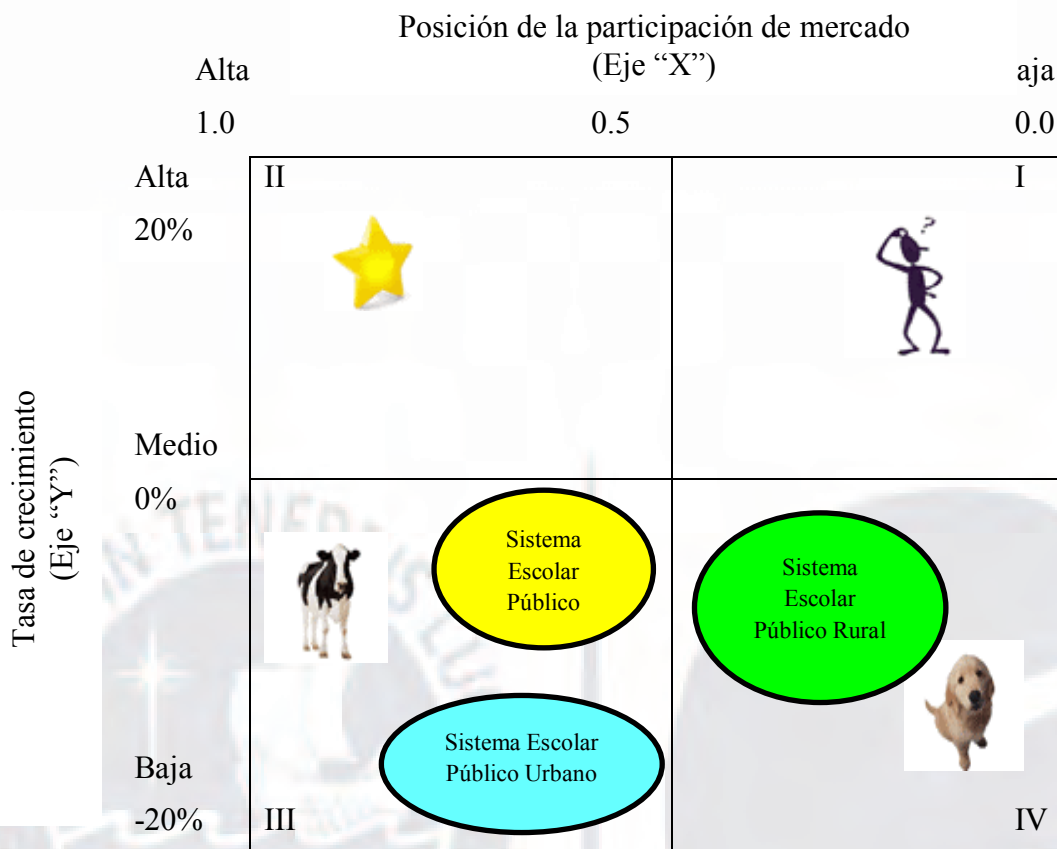 Posición de la participación de mercado
(Eje “X”)
Alta
aja
1.0
0.5
0.0
Alta
20%
II
I
?
Tasa de crecimiento
(Eje “Y”)
Medio
0%
Sistema
Escolar
Público
Sistema
Escolar
Público Rural
Sistema Escolar
Público Urbano
Baja
-20%
III
IV